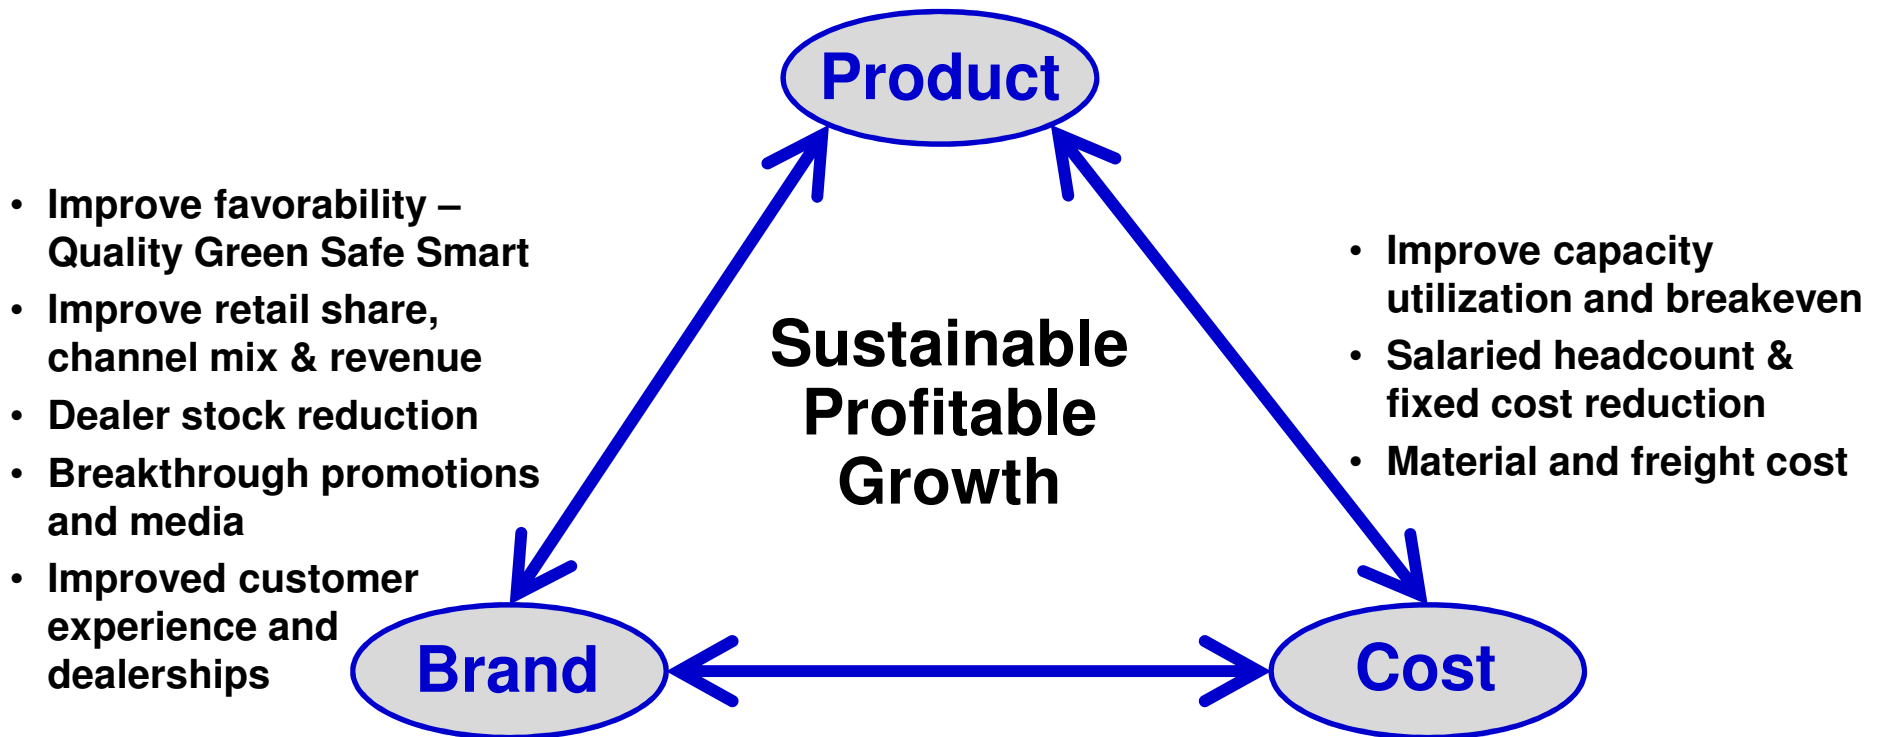 Product
• Improve favorability –
Quality Green Safe Smart
• Improve retail share,
channel mix & revenue
• Dealer stock reduction
• Breakthrough promotions
and media
• Improved customer
experience and
dealerships
Sustainable
Profitable
Growth
• Improve capacity
utilization and breakeven
• Salaried headcount &
fixed cost reduction
• Material and freight cost
Brand
Cost